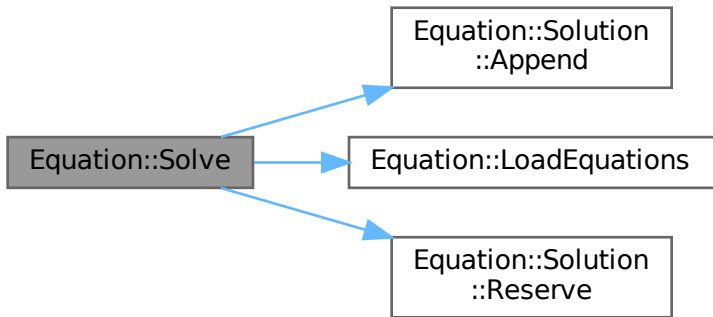 Equation::Solve
Equation::Solution
::Append
Equation::LoadEquations
Equation::Solution
::Reserve